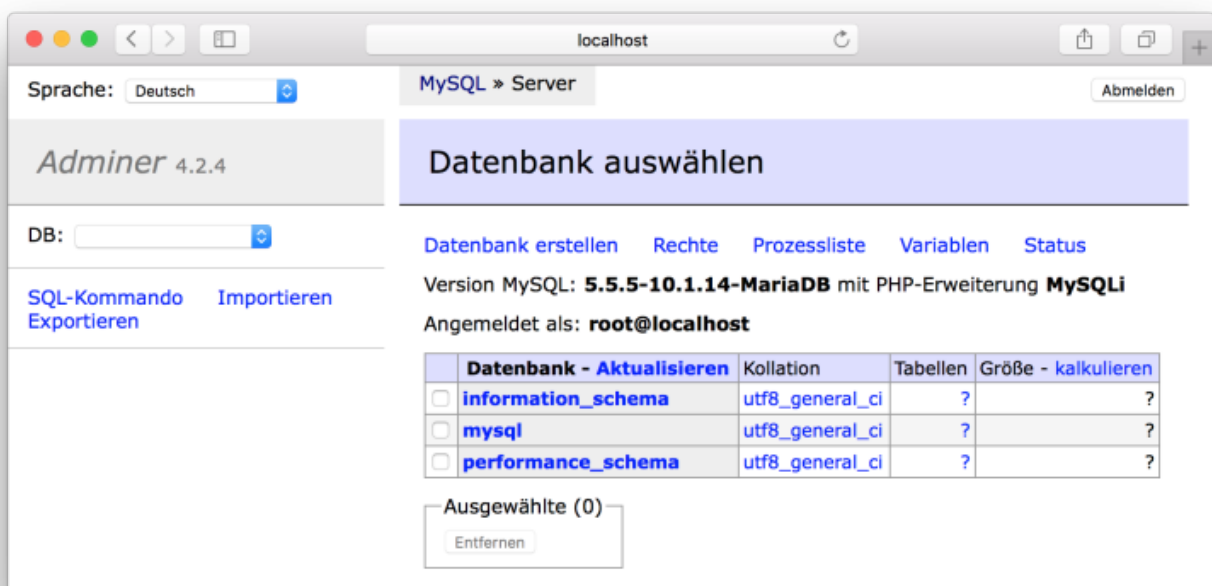 localhost
Sprache: Deutsch
MySQL » Server
Abmelden
Adminer 4.2.4
Datenbank auswählen
DB:
SQL-Kommando Importieren
Exportieren
Datenbank erstellen Rechte Prozessliste Variablen Status
Version MySQL: 5.5.5-10.1.14-MariaDB mit PHP-Erweiterung MySQLi
Angemeldet als: root@localhost
Datenbank - Aktualisieren Kollation Tabellen Größe - kalkulieren
information_schema utf8_general_ci ? ?
mysql utf8_general_ci ? ?
performance_schema utf8_general_ci ? ?
Ausgewählte (0)
Entfernen